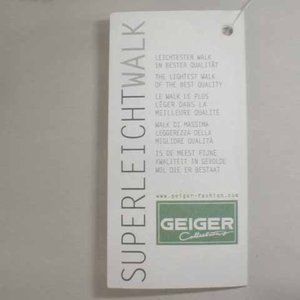 SUPERLEICHTWALK
LEICHTESTER WALK
IN BESTER QUALITÄT
THE LIGHTEST WALK
OF THE BEST QUALITY
LE WALK LE PLUS
LÉGER DANS LA
MEILLEURE QUALITÉ
WALK DI MASSIMA
LEGGEREZZA DELLA
MIGLIORE QUALITÀ
IS DE MEEST FIJNE
KWALITEIT IN GEVOLDE
WOL DIE ER BESTAAT
www.geiger-fashion.com
GEIGER
Collections